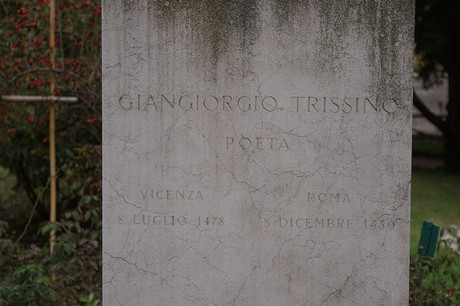 GIANGIORGIO TRISSINO
POETA
VICENZA ROMA
8 LUGLIO 1478 8 DICEMBRE 1550